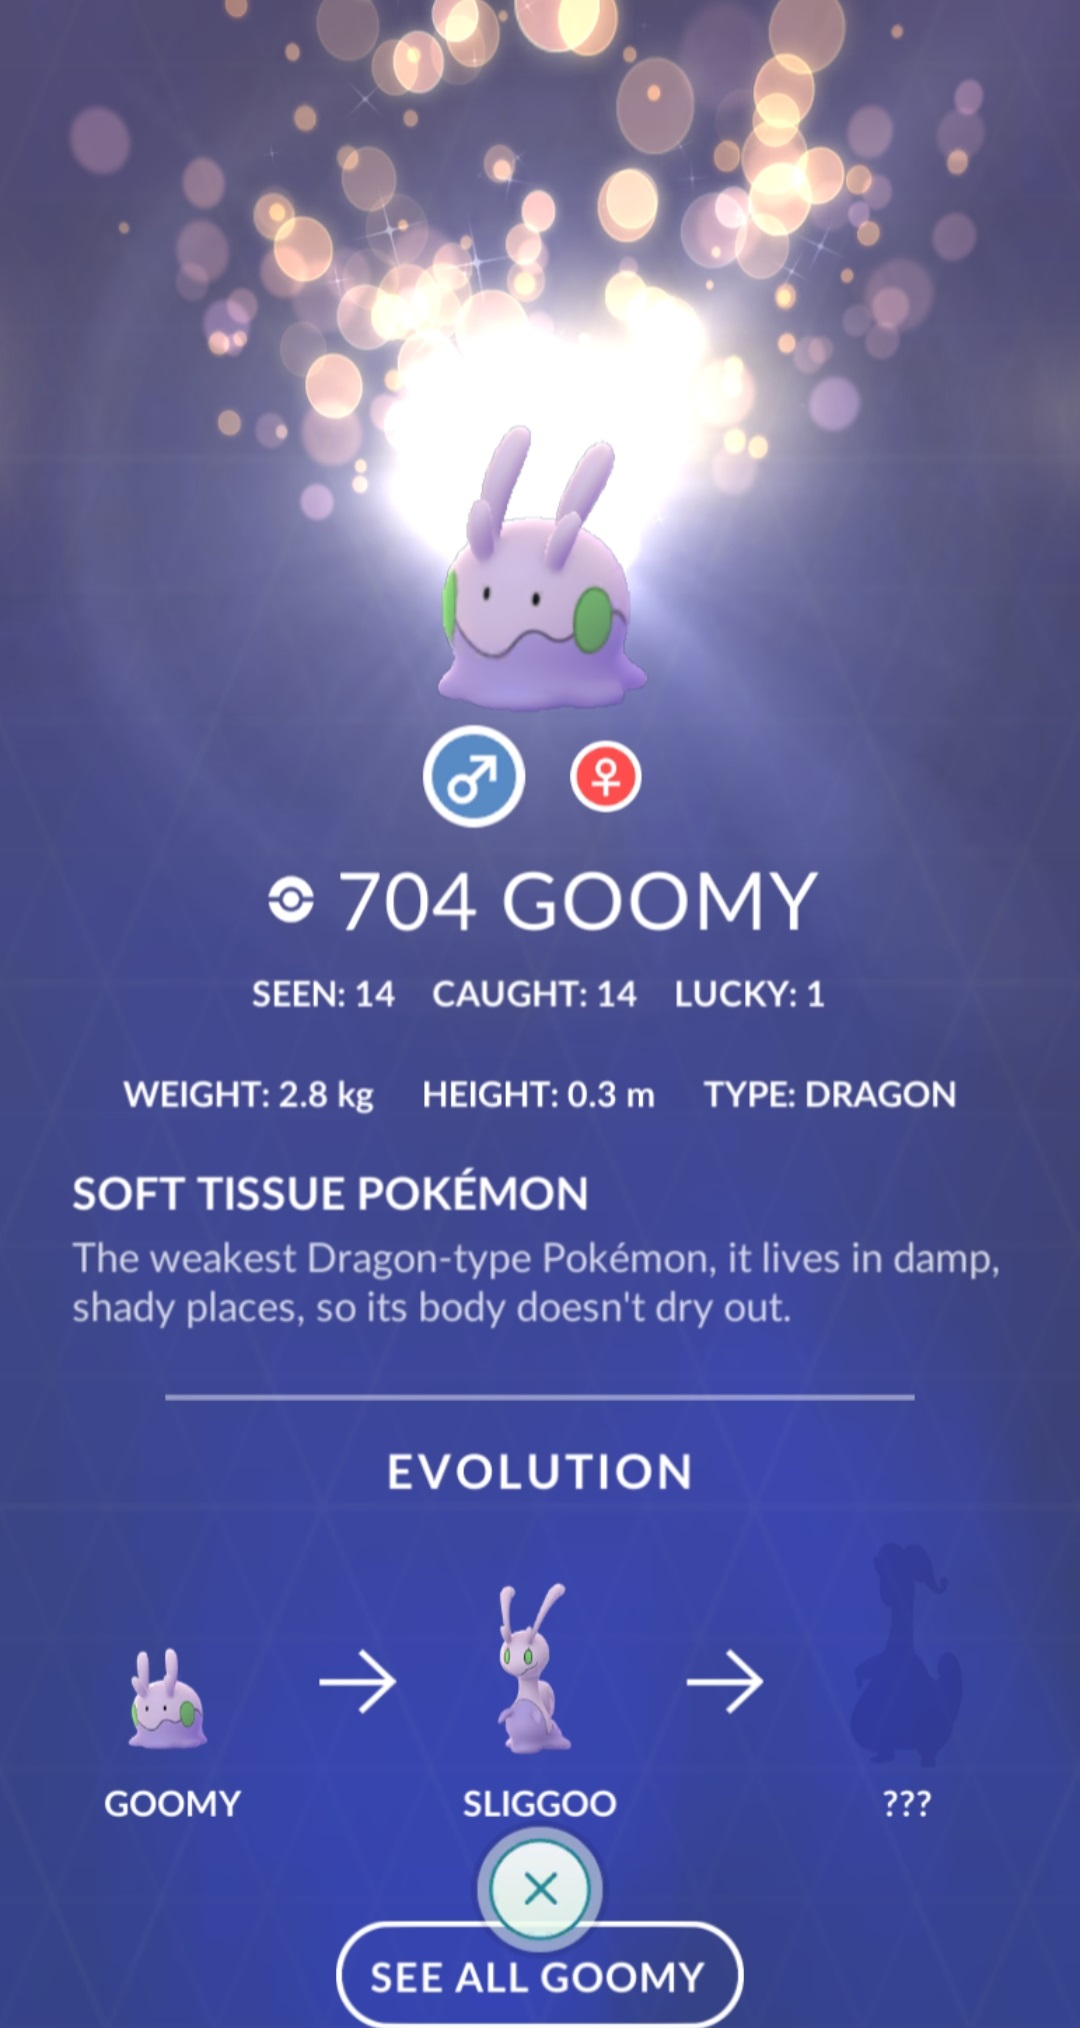 704 GOOMY
SEEN: 14 CAUGHT: 14 LUCKY: 1
WEIGHT: 2.8 kg HEIGHT: 0.3 m TYPE: DRAGON
SOFT TISSUE POKÉMON
The weakest Dragon-type Pokémon, it lives in damp,
shady places, so its body doesn't dry out.
EVOLUTION
GOOMY SLIGGOO ???
SEE ALL GOOMY